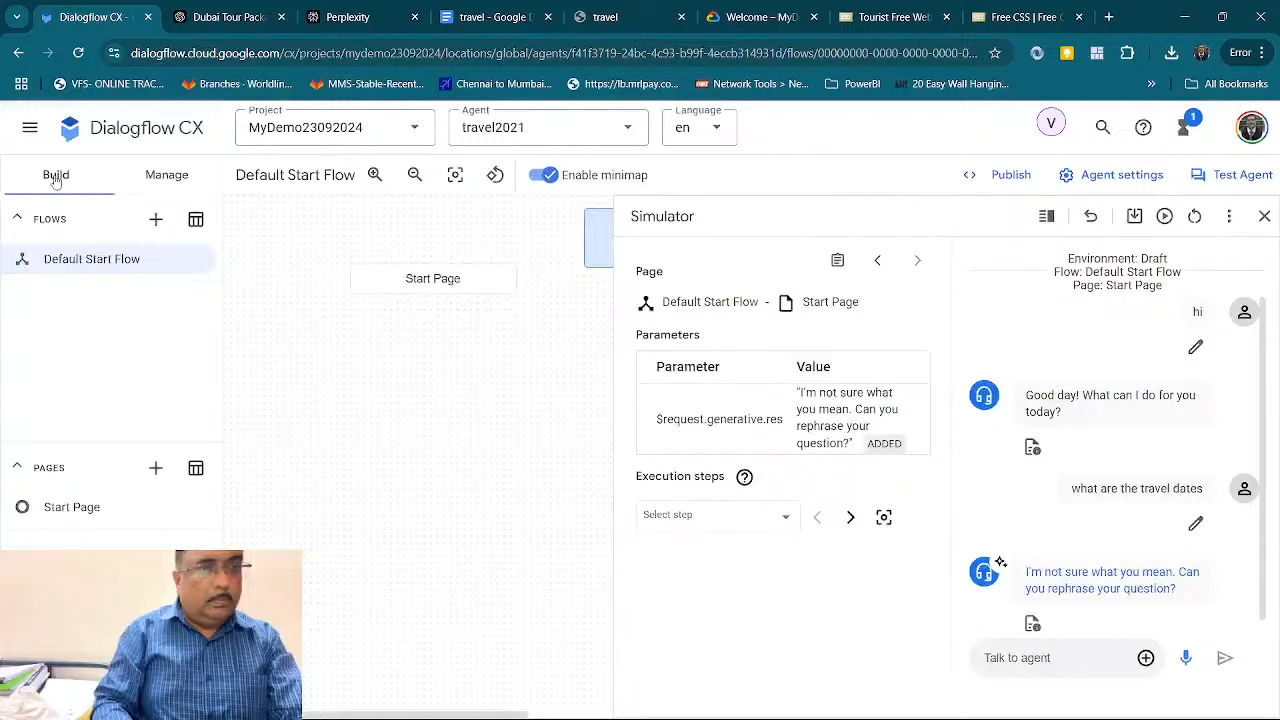 Dialogflow CX -
Dubai Tour Pack
Perplexity
travel - Google D
travel
Welcome – MyD
Tourist Free Web
Free CSS | Free C
dialogflow.cloud.google.com/cx/projects/mydemo23092024/locations/global/agents/f41f3719-24bc-4c93-b99f-4eccb314931d/flow/00000000-0000-0000-0000-0...
Error
VFS- ONLINE TRAC...
Branches · Worldlin...
MMS-Stable-Recent...
Chennai to Mumbai...
https://lb.mrlpay.co...
Network Tools > Ne...
PowerBI
20 Easy Wall Hangin...
»
All Bookmarks
Dialogflow CX
Project
MyDemo23092024
Agent
travel2021
Language
en
V
1
Build
Manage
Default Start Flow
Enable minimap
Publish
Agent settings
Test Agent
FLOWS
Default Start Flow
PAGES
Start Page
Start Page
Simulator
Page
Default Start Flow - Start Page
Parameters
Parameter Value
$request.generative.res
"I'm not sure what
you mean. Can you
rephrase your
question?" ADDED
Execution steps
Select step
Environment: Draft
Flow: Default Start Flow
Page: Start Page
hi
Good day! What can I do for you
today?
what are the travel dates
I'm not sure what you mean. Can
you rephrase your question?
Talk to agent